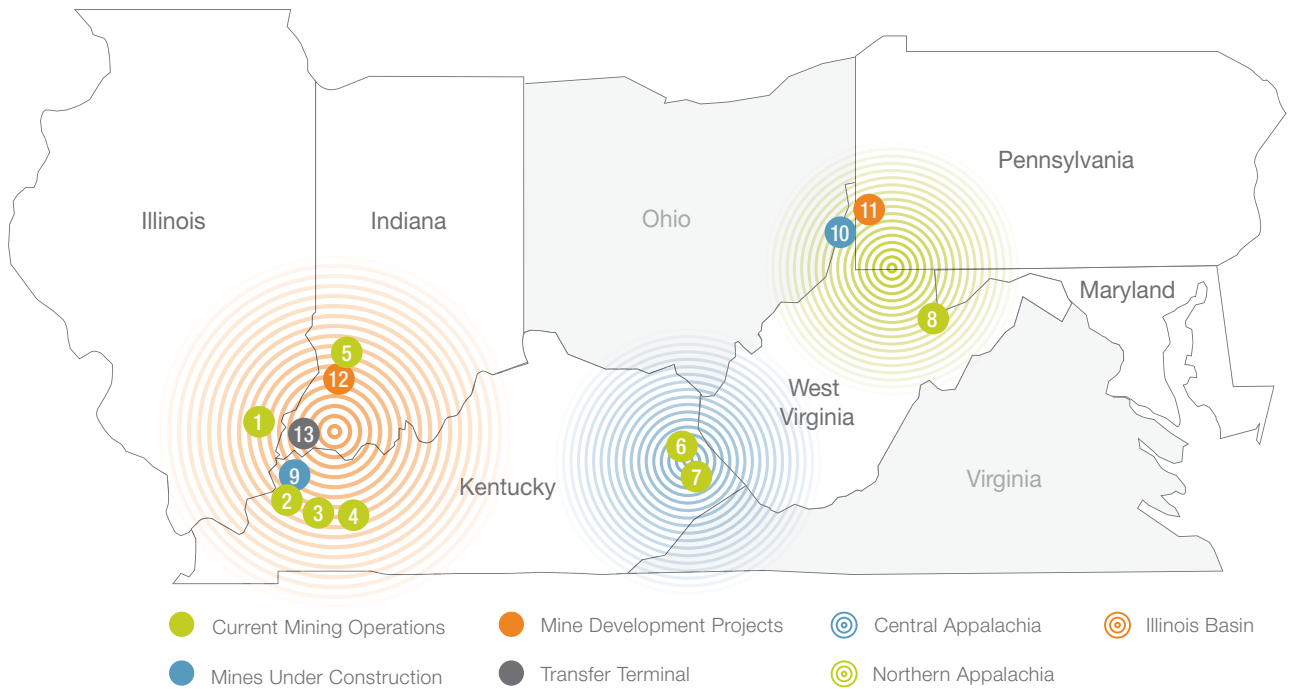 Pennsylvania
Illinois
Indiana
Ohio
11
10
Maryland
8
5
12
West
Virginia
1
13
6
9
7
Kentucky
Virginia
2
3
4
Current Mining Operations
Mine Development Projects
Central Appalachia
Illinois Basin
Mines Under Construction
Transfer Terminal
Northern Appalachia